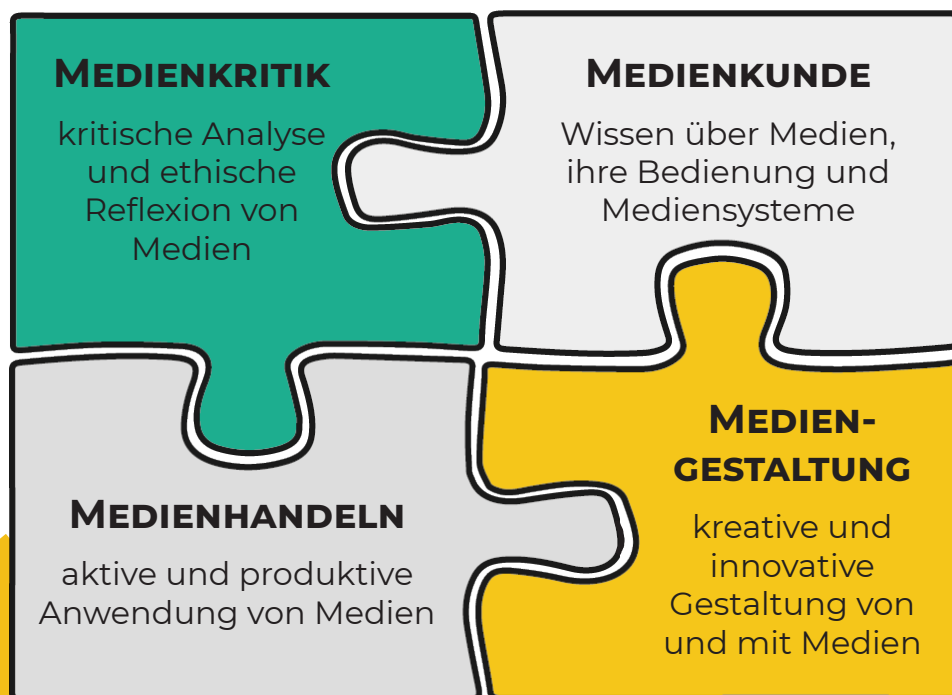 MEDIENKRITIK
kritische Analyse
und ethische
Reflexion von
Medien
MEDIENKUNDE
Wissen über Medien,
ihre Bedienung und
Mediensysteme
MEDIENHANDELN
aktive und produktive
Anwendung von Medien
MEDIEN-
GESTALTUNG
kreative und
innovative
Gestaltung von
und mit Medien